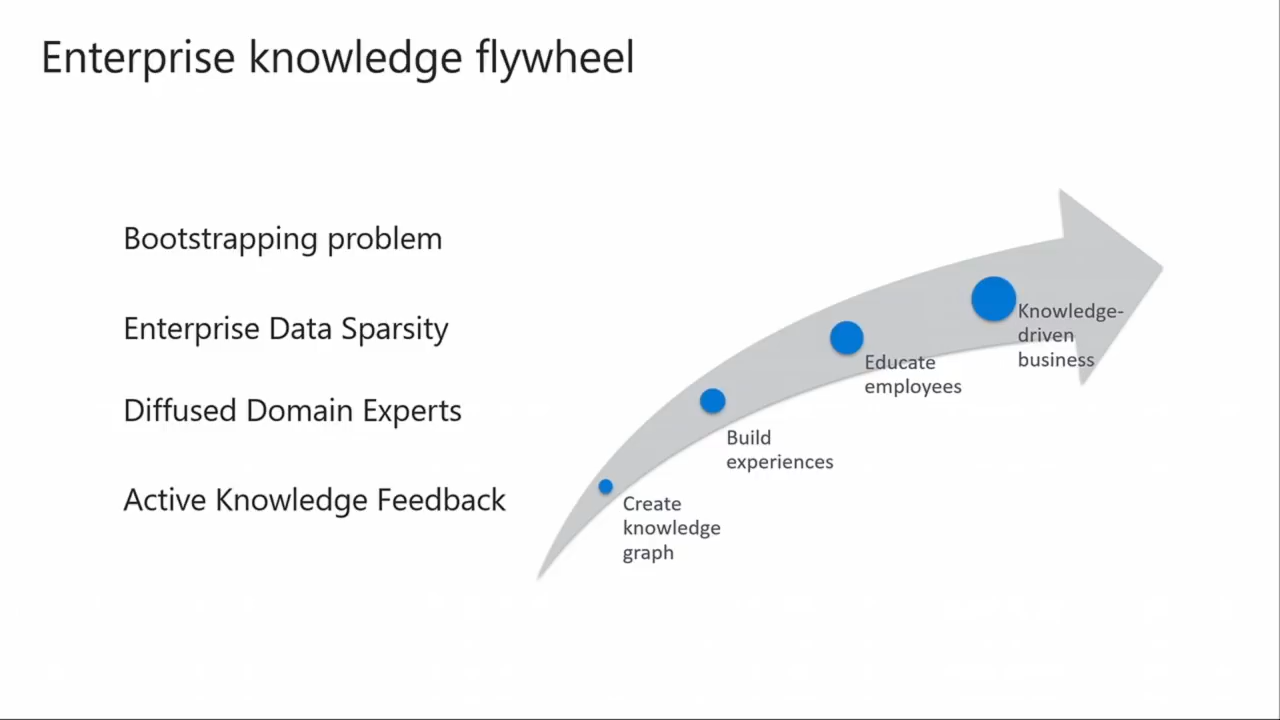 Enterprise knowledge flywheel
Bootstrapping problem
Enterprise Data Sparsity
Diffused Domain Experts
Active Knowledge Feedback
Create
knowledge
graph
Build
experiences
Educate
employees
Knowledge-
driven
business